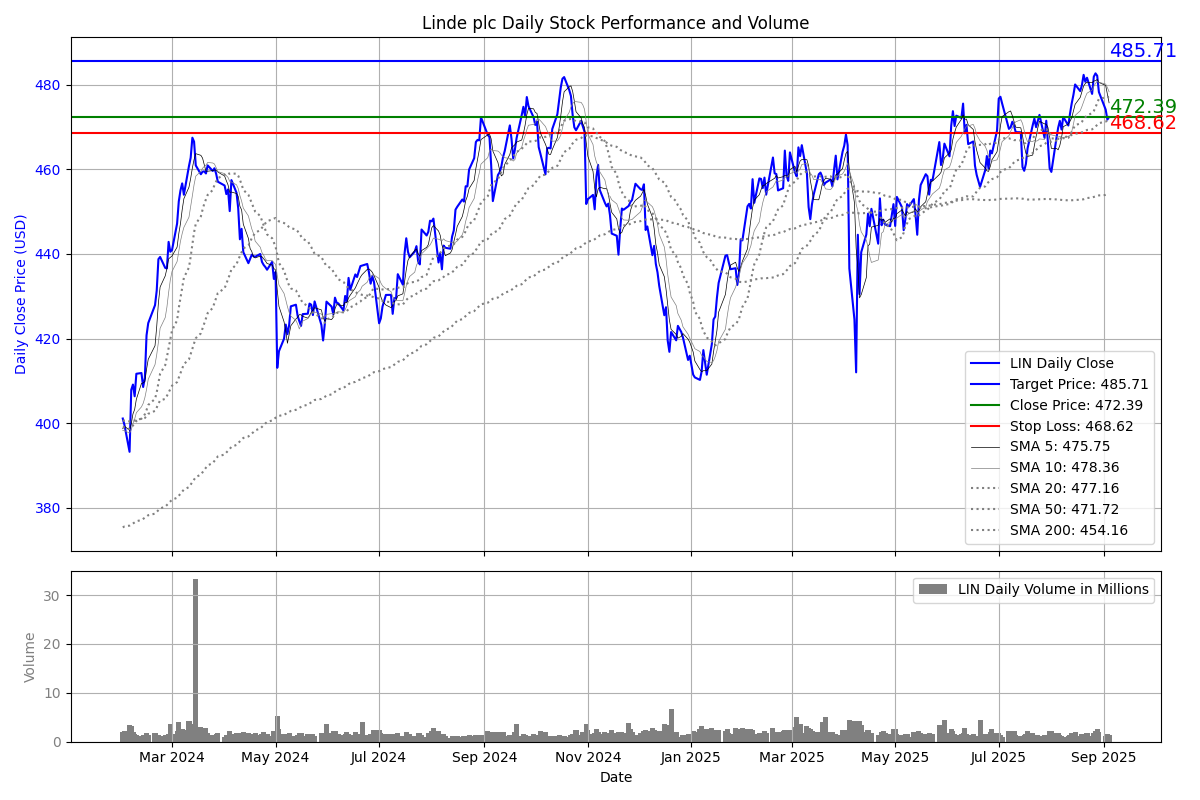 Linde plc Daily Stock Performance and Volume
485.71
480
472.39
468.62
460
440
420
400
380
Daily Close Price (USD)
LIN Daily Close
Target Price: 485.71
Close Price: 472.39
Stop Loss: 468.62
SMA 5: 475.75
SMA 10: 478.36
SMA 20: 477.16
SMA 50: 471.72
SMA 200: 454.16
LIN Daily Volume in Millions
30
20
10
0
Volume
Mar 2024 May 2024 Jul 2024 Sep 2024 Nov 2024 Jan 2025 Mar 2025 May 2025 Jul 2025 Sep 2025
Date